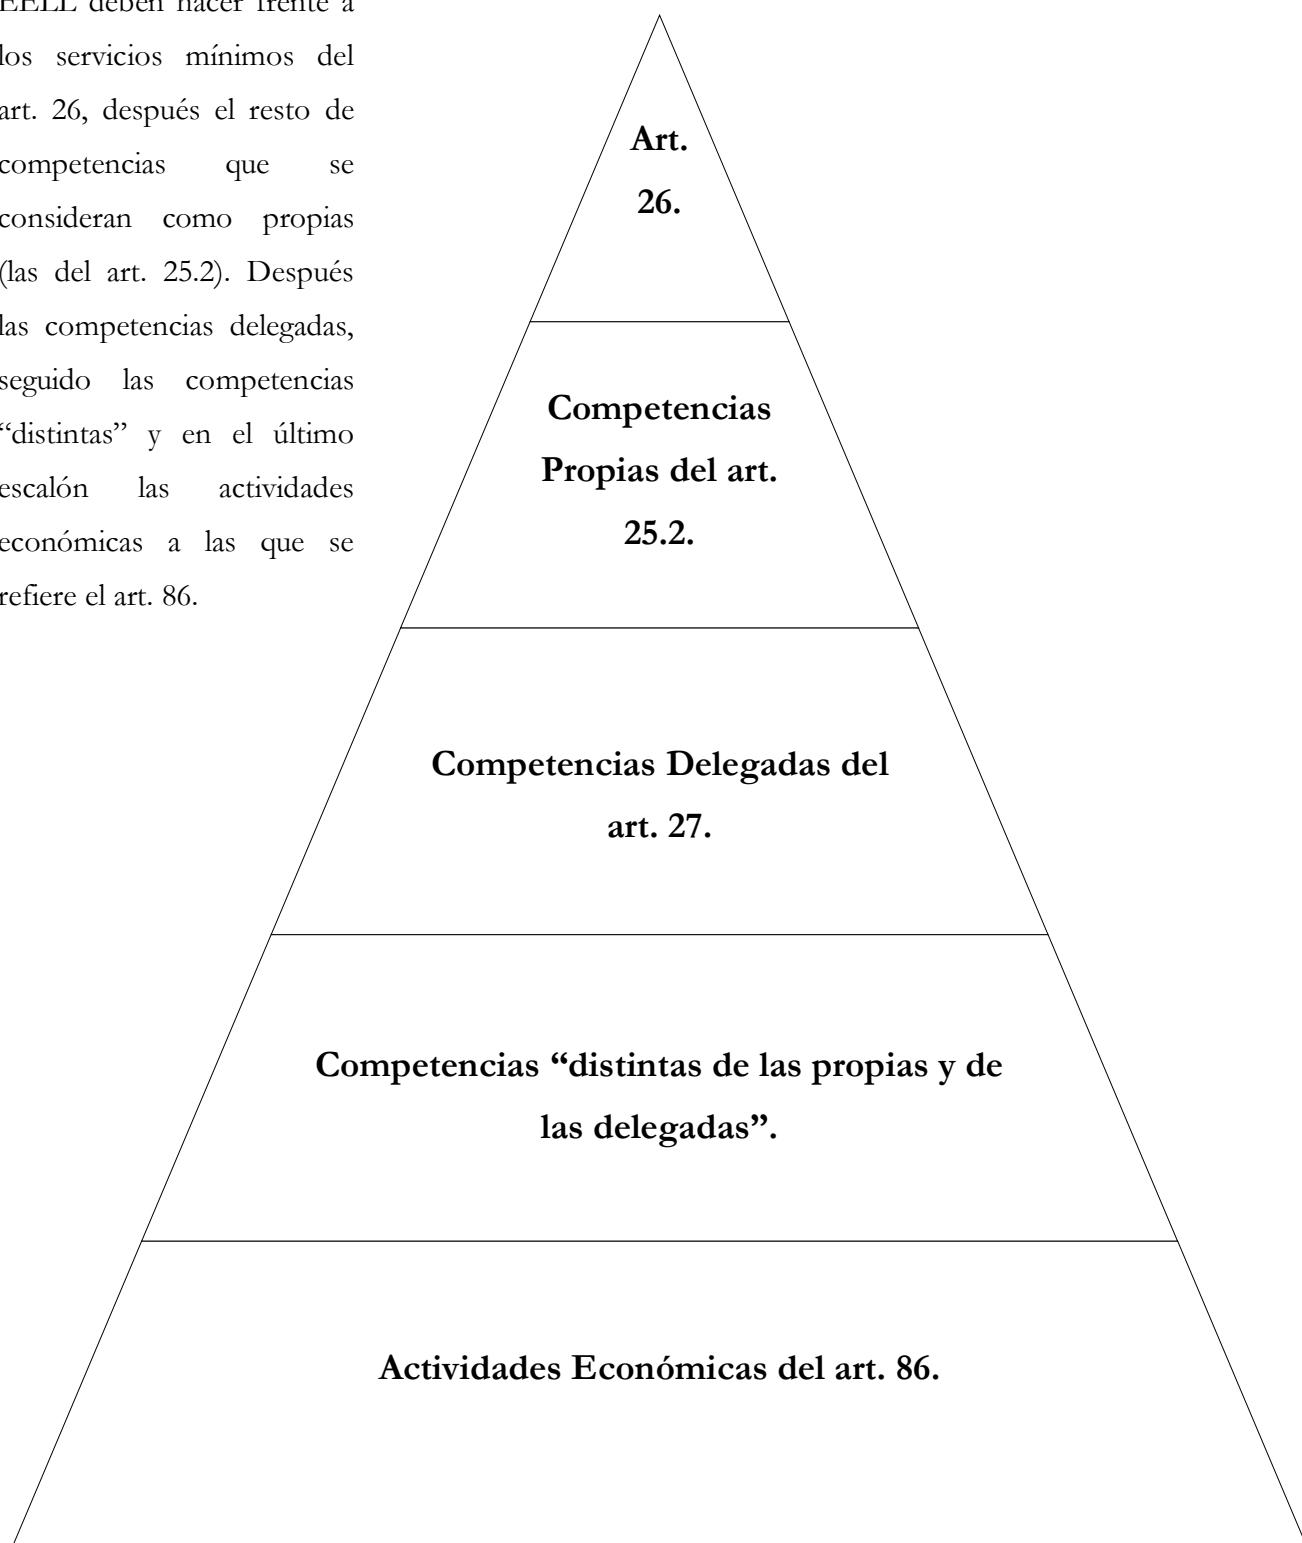 EELL deben hacer frente a
los servicios mínimos del
art. 26, después el resto de
competencias que se
consideran como propias
(las del art. 25.2). Después
las competencias delegadas,
seguido las competencias
“distintas” y en el último
escalón las actividades
económicas a las que se
refiere el art. 86.
Art.
26.
Competencias
Propias del art.
25.2.
Competencias Delegadas del
art. 27.
Competencias “distintas de las propias y de
las delegadas”.
Actividades Económicas del art. 86.